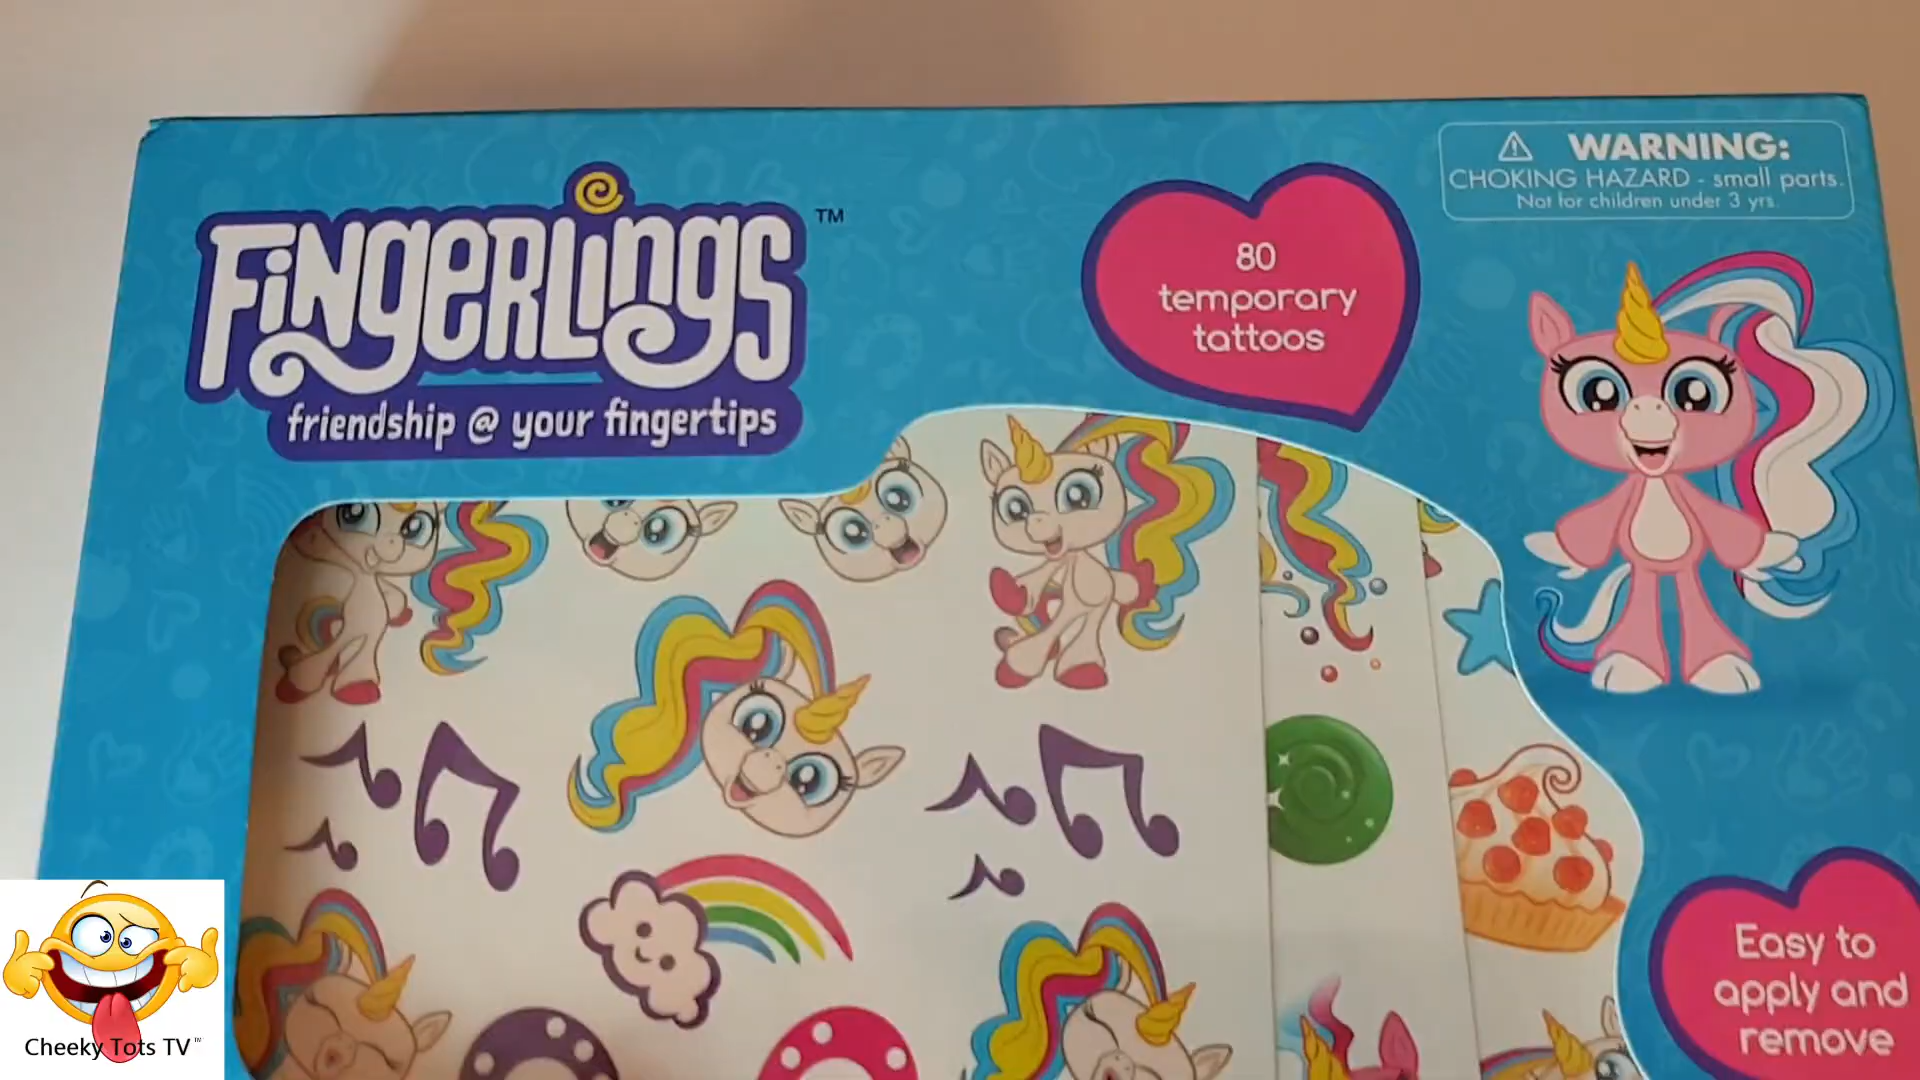 FiNgeRLings
TM
friendship @ your fingertips
80
temporary
tattoos
WARNING:
CHOKING HAZARD - small parts.
Not for children under 3 yrs.
Easy to
apply and
remove
Cheeky Tots TV™